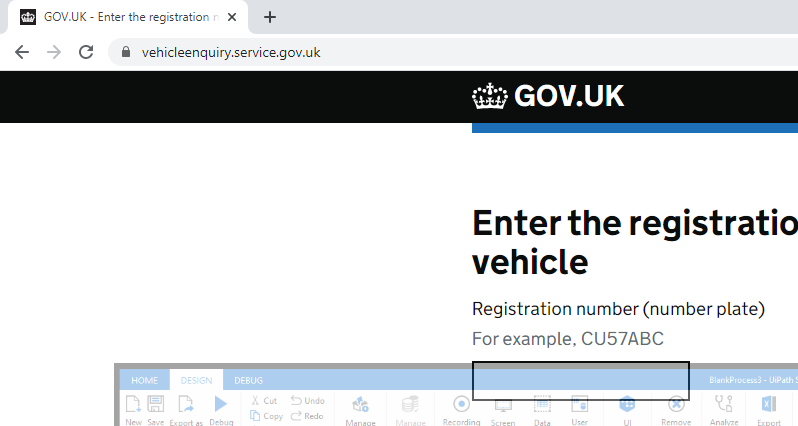 GOV.UK - Enter the registration n
vehicleenquiry.service.gov.uk
GOV.UK
Enter the registratio
vehicle
Registration number (number plate)
For example, CU57ABC
HOME DESIGN DEBUG BlankProcess3 - UiPath S
Cut Undo
Copy Redo
New Save Export as Debug Manage Manage Recording Screen Data User UI Remove Analyze Export